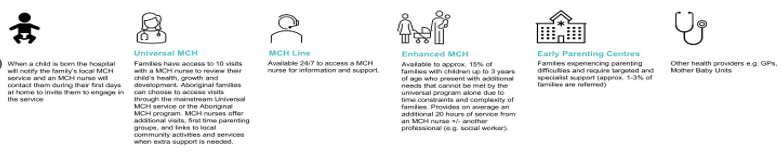 When a child is born the hospital
will notify the family's local MCH
service and an MCH nurse will
contact them during their first days
at home to invite them to engage in
the service
Universal MCH
Families have access to 10 visits
with a MCH nurse to review their
child's health, growth and
development. Aboriginal families
can choose to access visits
through the mainstream Universal
MCH service or the Aboriginal
MCH program. MCH nurses offer
additional visits, first time parenting
groups, and links to local
community activities and services
when extra support is needed.
MCH Line
Available 24/7 to access a MCH
nurse for information and support.
Enhanced MCH
Available to approx. 15% of
families with children up to 3 years
of age who present with additional
needs that cannot be met by the
universal program alone due to
time constraints and complexity of
families. Provides on average an
additional 20 hours of service from
an MCH nurse +/- another
professional (e.g. social worker).
Early Parenting Centres
Families experiencing parenting
difficulties and require targeted and
specialist support (approx. 1-3% of
families are referred)
Other health providers e.g. GPs,
Mother Baby Units